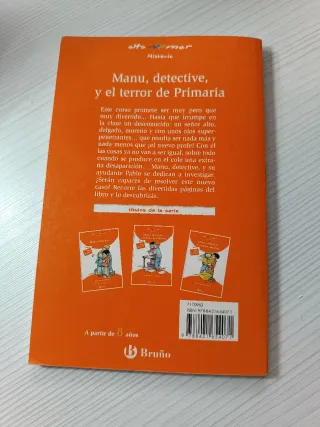 alta mar
Misterio
Manu, detective,
y el terror de Primaria
Este curso promete ser muy pero que
muy divertido... Hasta que irrumpe en
la clase un desconocido: un señor alto,
delgado, moreno y con unos ojos super-
penetrantes... que resulta ser nada más y
nada menos que ¡el nuevo profe! Con él
las cosas ya no van a ser igual, sobre todo
cuando se produce en el cole una extra-
ña desaparición. Manu, detective, y su
ayudante Pablo se dedican a investigar.
¿Serán capaces de resolver este nuevo
caso? Recorre las divertidas páginas del
libro y lo descubrirás.
títulos de la serie
A partir de 8 años
Bruño